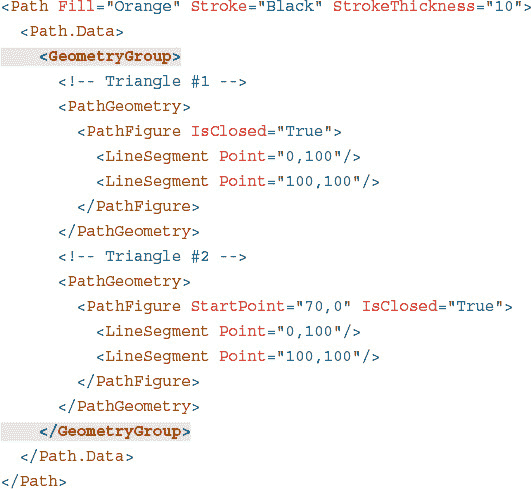 <Path Fill="Orange" Stroke="Black" StrokeThickness="10">
  <Path.Data>
    <GeometryGroup>
      <!-- Triangle #1 -->
      <PathGeometry>
        <PathFigure IsClosed="True">
          <LineSegment Point="0,100"/>
          <LineSegment Point="100,100"/>
        </PathFigure>
      </PathGeometry>
      <!-- Triangle #2 -->
      <PathGeometry>
        <PathFigure StartPoint="70,0" IsClosed="True">
          <LineSegment Point="0,100"/>
          <LineSegment Point="100,100"/>
        </PathFigure>
      </PathGeometry>
    </GeometryGroup>
  </Path.Data>
</Path>